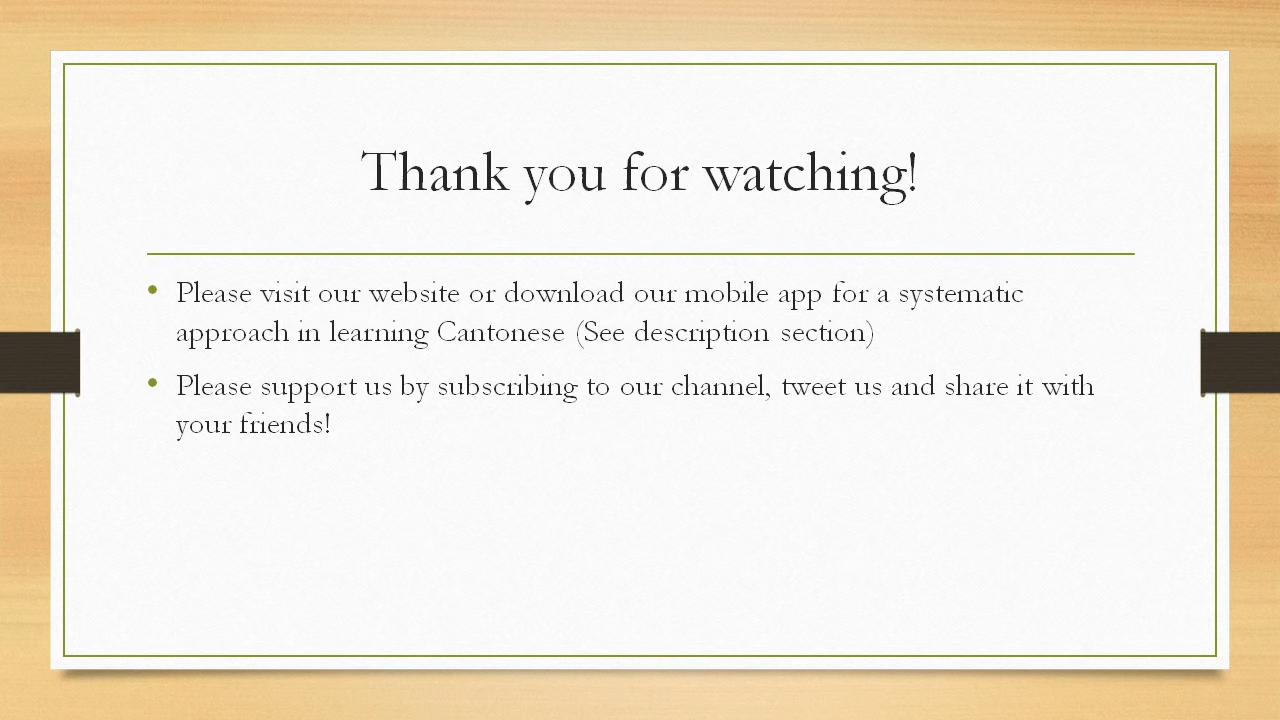 Thank you for watching!
• Please visit our website or download our mobile app for a systematic
approach in learning Cantonese (See description section)
• Please support us by subscribing to our channel, tweet us and share it with
your friends!